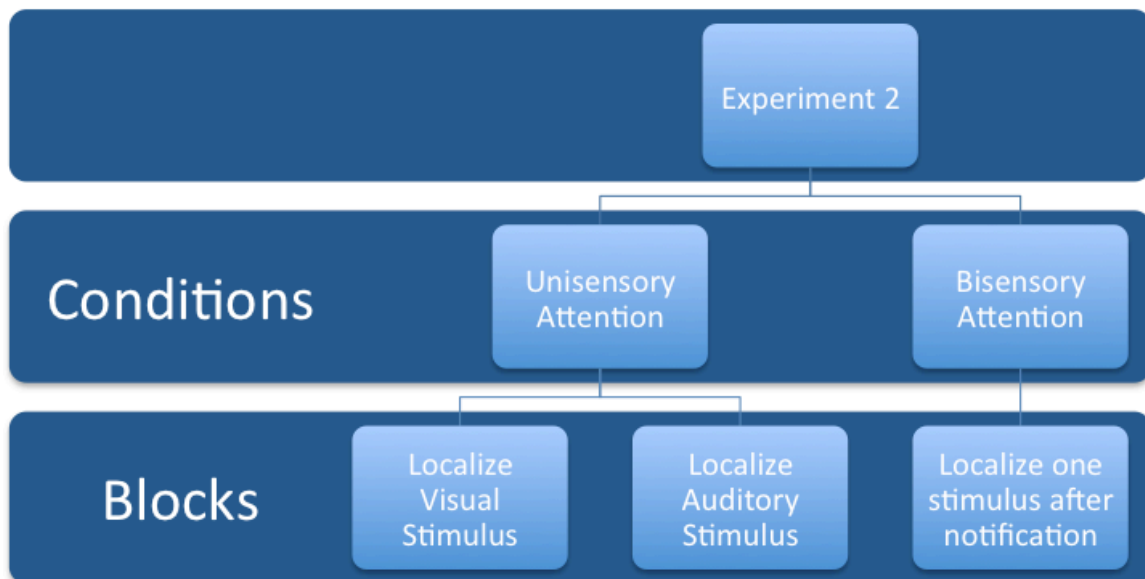 Experiment 2
Conditions
Unisensory
Attention
Bisensory
Attention
Blocks
Localize
Visual
Stimulus
Localize
Auditory
Stimulus
Localize one
stimulus after
notification